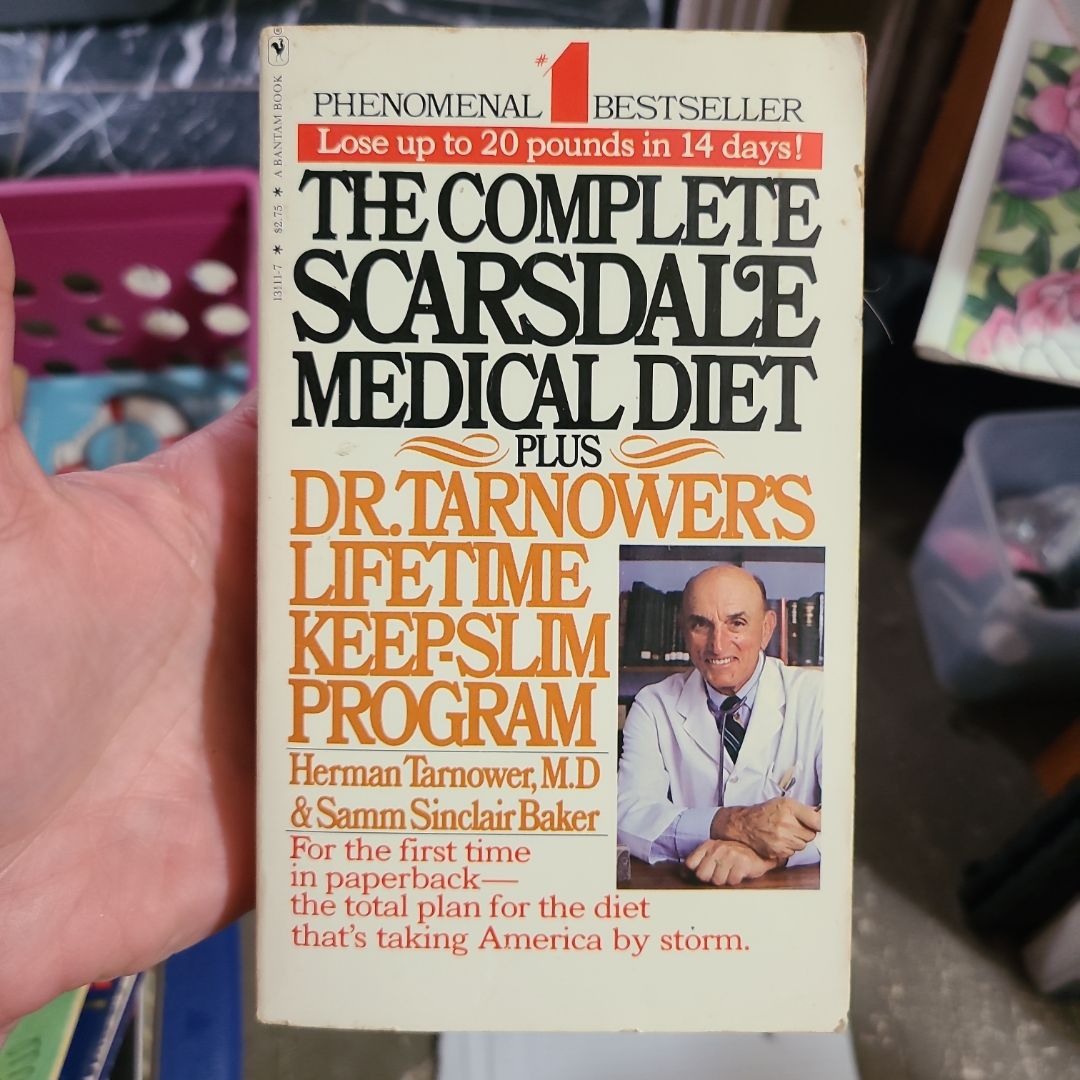 #1
PHENOMENAL BESTSELLER
Lose up to 20 pounds in 14 days!
THE COMPLETE
SCARSDALE
MEDICAL DIET
PLUS
DR. TARNOWER'S
LIFETIME
KEEP-SLIM
PROGRAM
Herman Tarnower, M.D
& Samm Sinclair Baker
For the first time
in paperback—
the total plan for the diet
that's taking America by storm.
13111-7 * $2.75 * A BANTAM BOOK